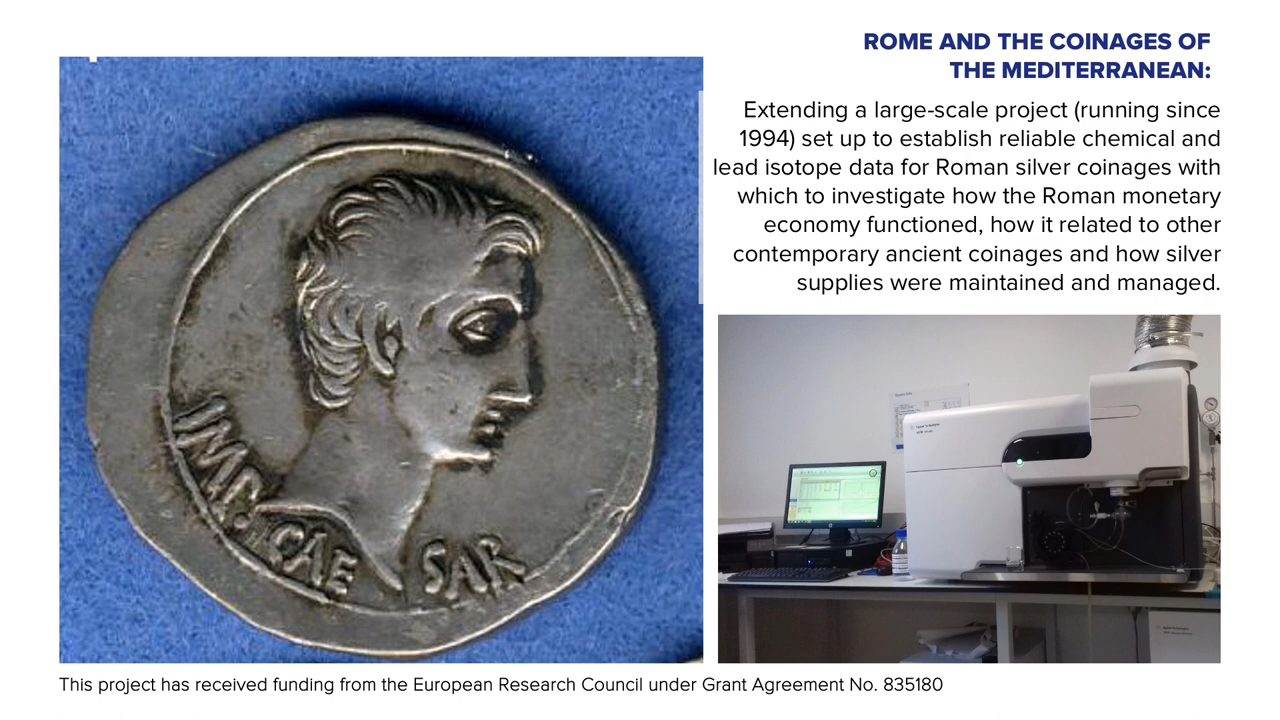 ROME AND THE COINAGES OF
THE MEDITERRANEAN:
Extending a large-scale project (running since
1994) set up to establish reliable chemical and
lead isotope data for Roman silver coinages with
which to investigate how the Roman monetary
economy functioned, how it related to other
contemporary ancient coinages and how silver
supplies were maintained and managed.
IMP. CAE SAR
This project has received funding from the European Research Council under Grant Agreement No. 835180